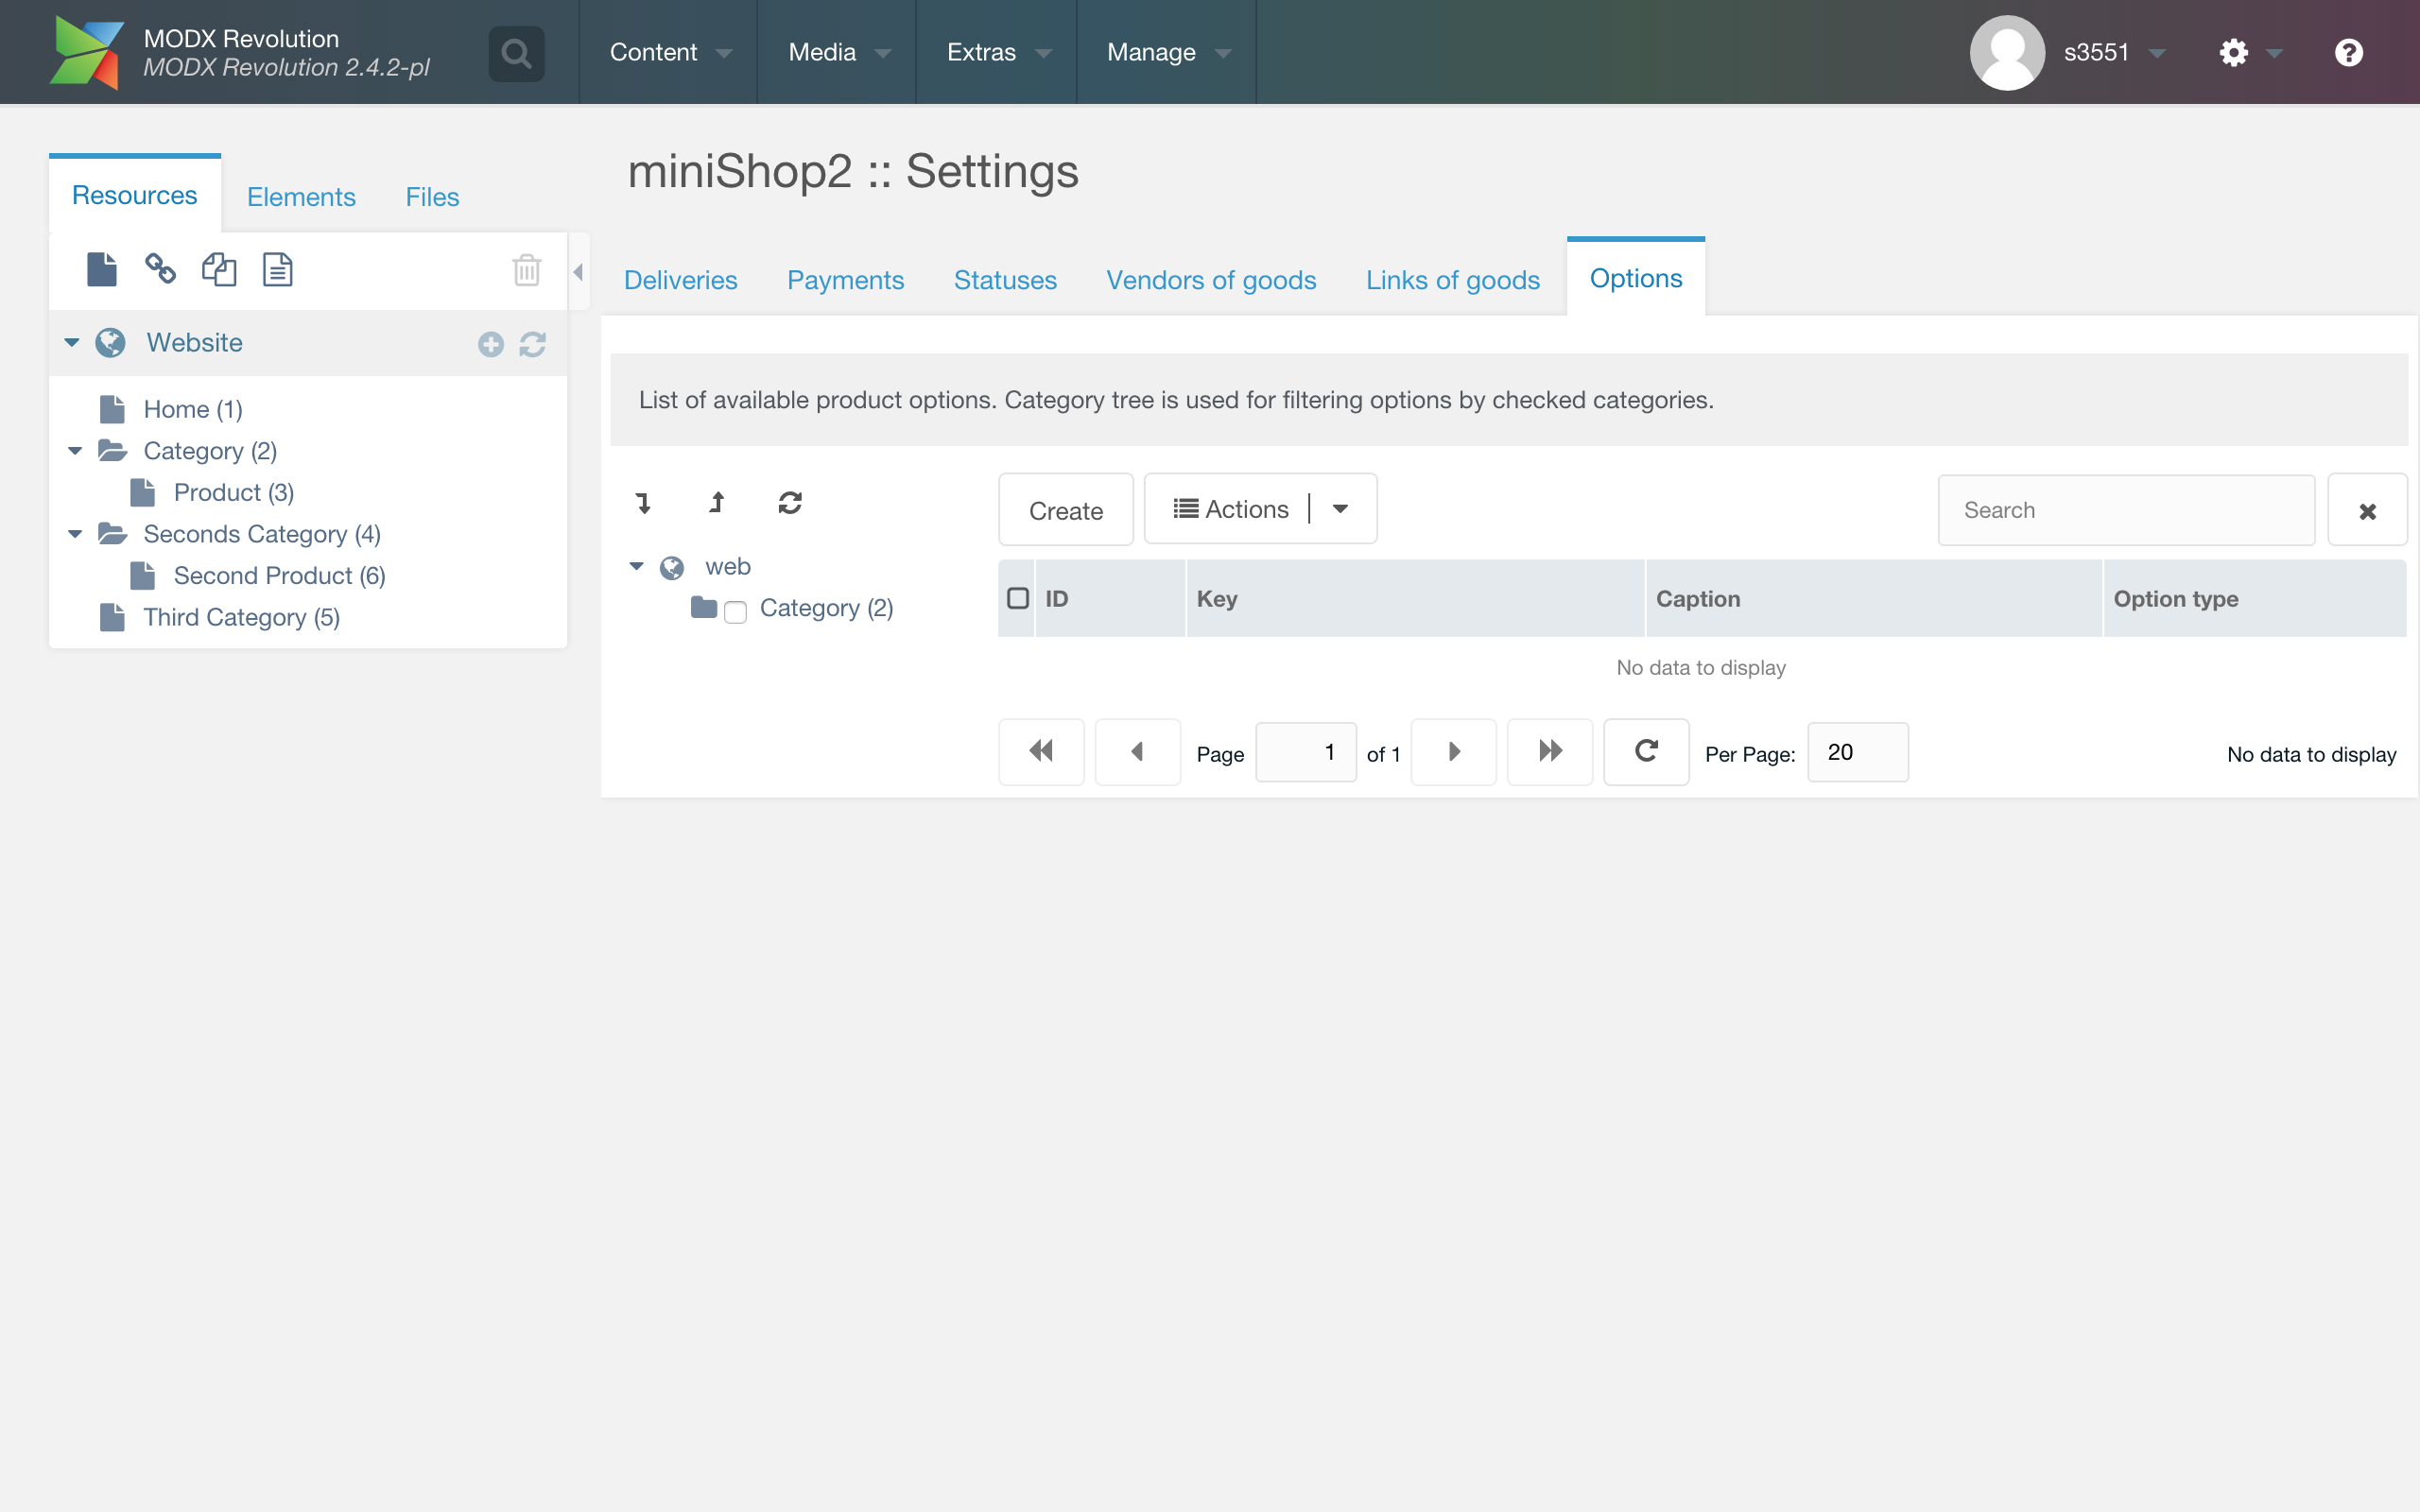 MODX Revolution
MODX Revolution 2.4.2-pl
Content
Media
Extras
Manage
s3551
Resources
Elements
Files
Website
Home (1)
Category (2)
Product (3)
Seconds Category (4)
Second Product (6)
Third Category (5)
miniShop2 :: Settings
Deliveries
Payments
Statuses
Vendors of goods
Links of goods
Options
List of available product options. Category tree is used for filtering options by checked categories.
web
Category (2)
Create
Actions
Search
ID
Key
Caption
Option type
No data to display
Page 1 of 1
Per Page: 20
No data to display